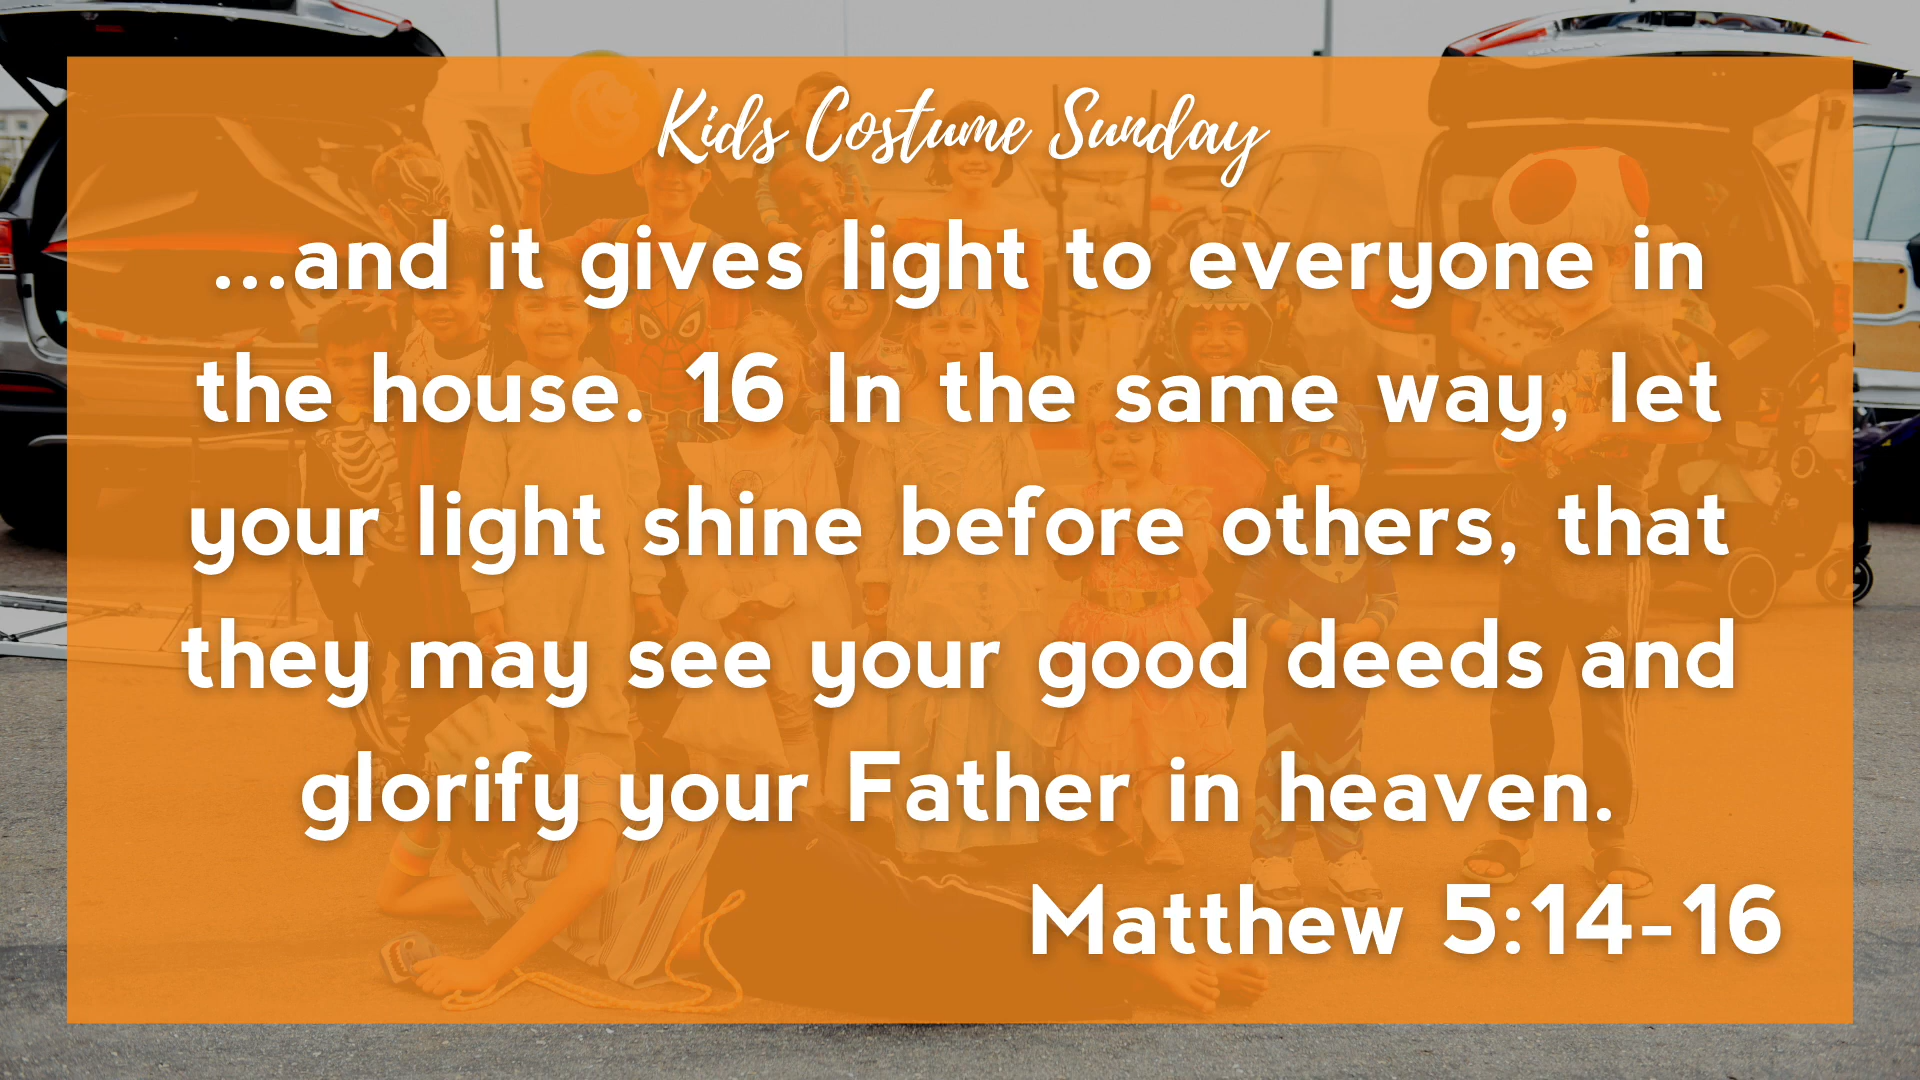 Kids Costume Sunday
...and it gives light to everyone in
the house. 16 In the same way, let
your light shine before others, that
they may see your good deeds and
glorify your Father in heaven.
Matthew 5:14-16